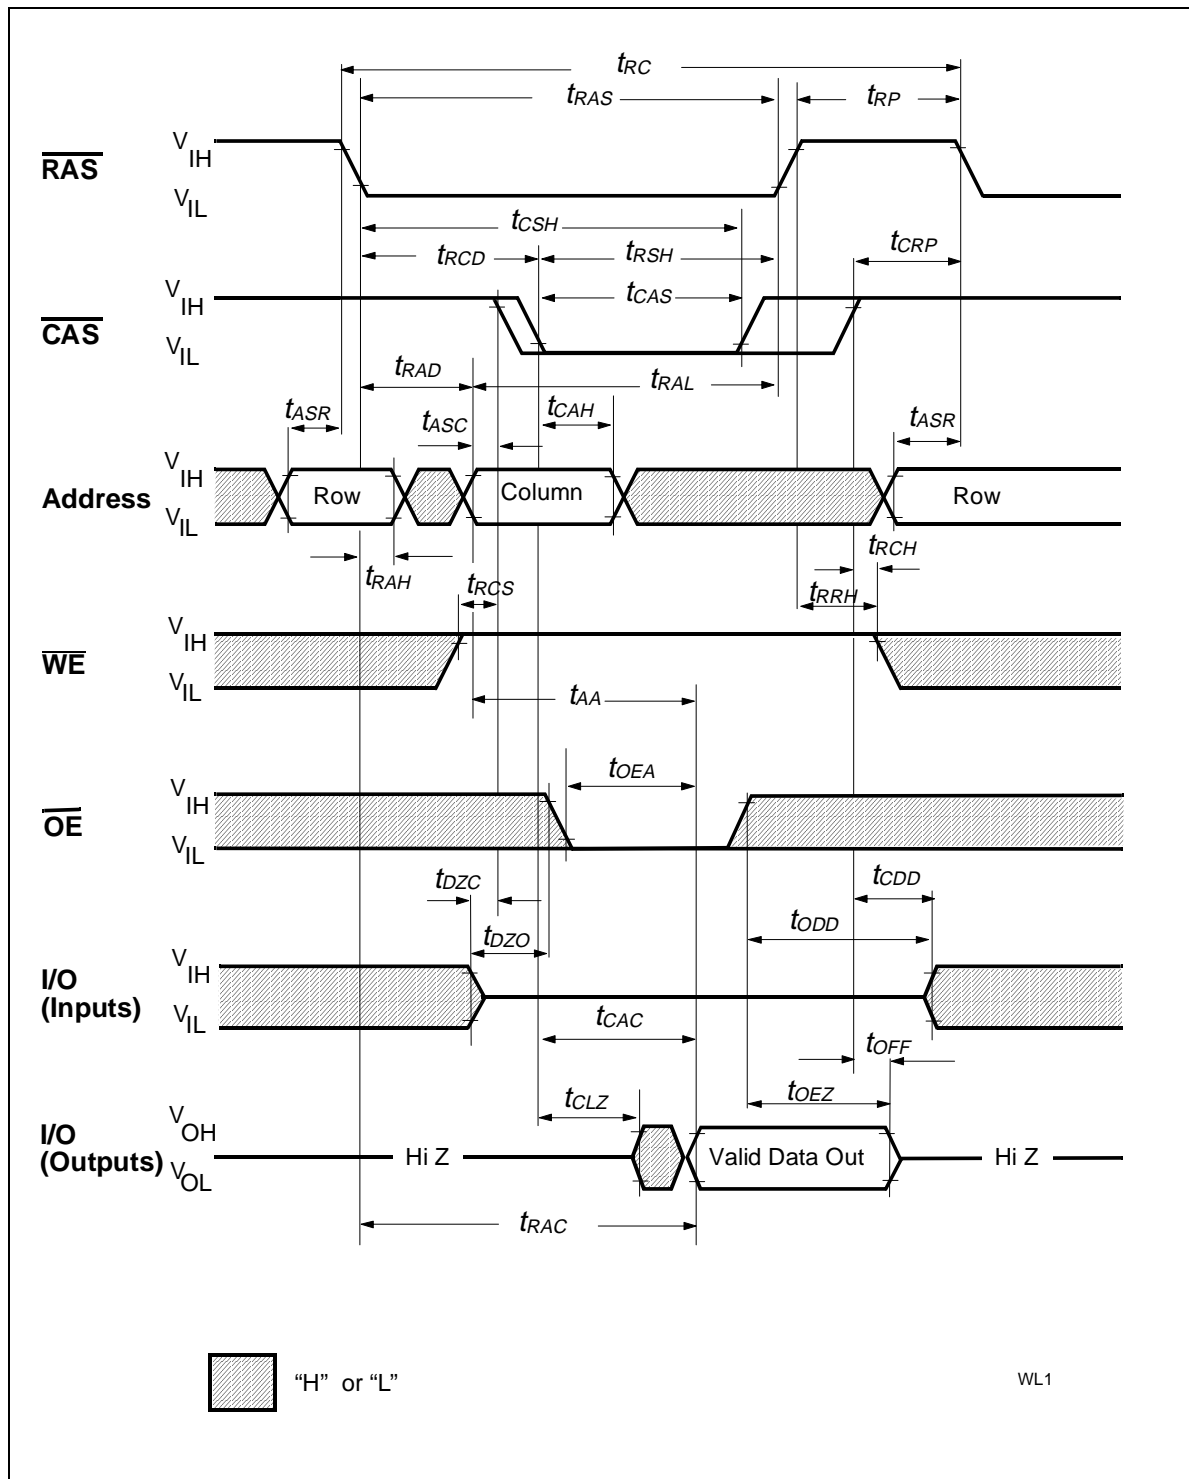 tRC
tRAS
tRP
RAS
VIH
VIL
tCSH
tRCD
tRSH
tCRP
CAS
VIH
VIL
tCAS
tRAD
tRAL
tASR
tASC
tCAH
tASR
Address
VIH
VIL
Row
Column
Row
tRAH
tRCS
tRCH
tRRH
WE
VIH
VIL
tAA
tOEA
OE
VIH
VIL
tDZC
tCDD
tDZO
tODD
I/O
(Inputs)
VIH
VIL
tCAC
tOFF
tCLZ
tOEZ
I/O
(Outputs)
VOH
VOL
Hi Z
Valid Data Out
Hi Z
tRAC
“H” or “L”
WL1